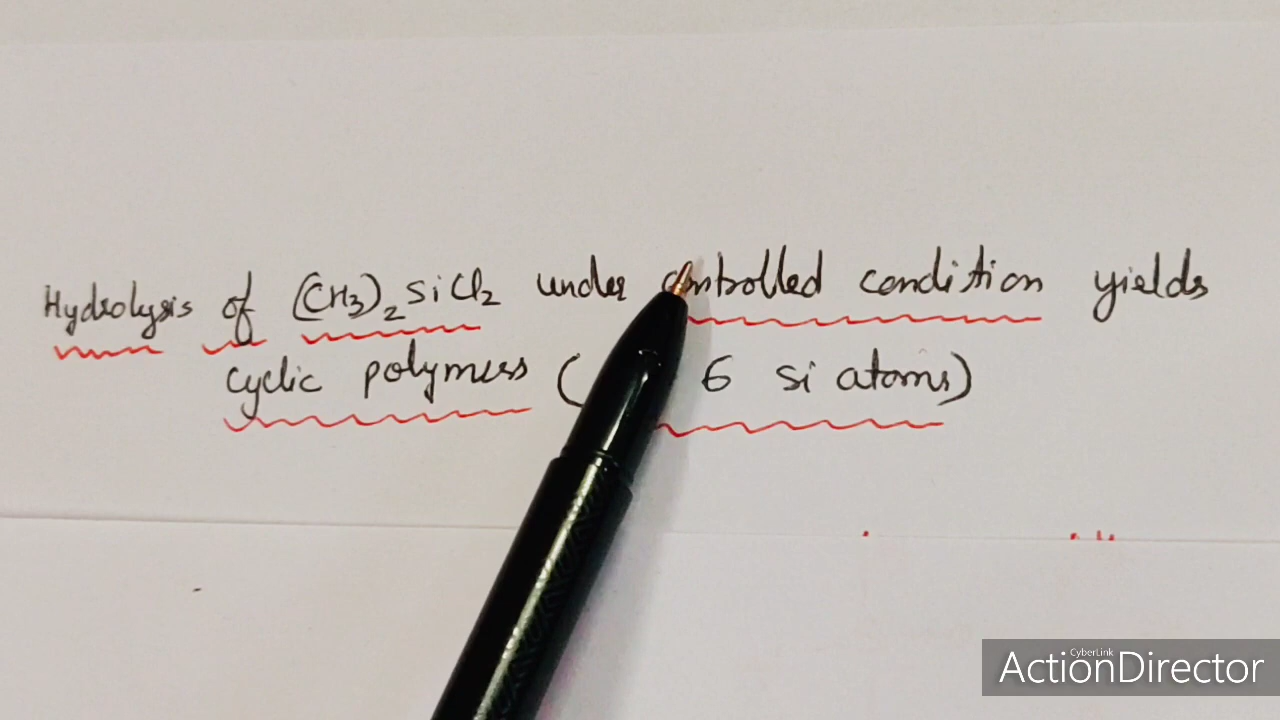 Hydrolysis of (CH3)2SiCl2 under controlled condition yields
cyclic polymers ( 6 si atoms)
CyberLink
ActionDirector